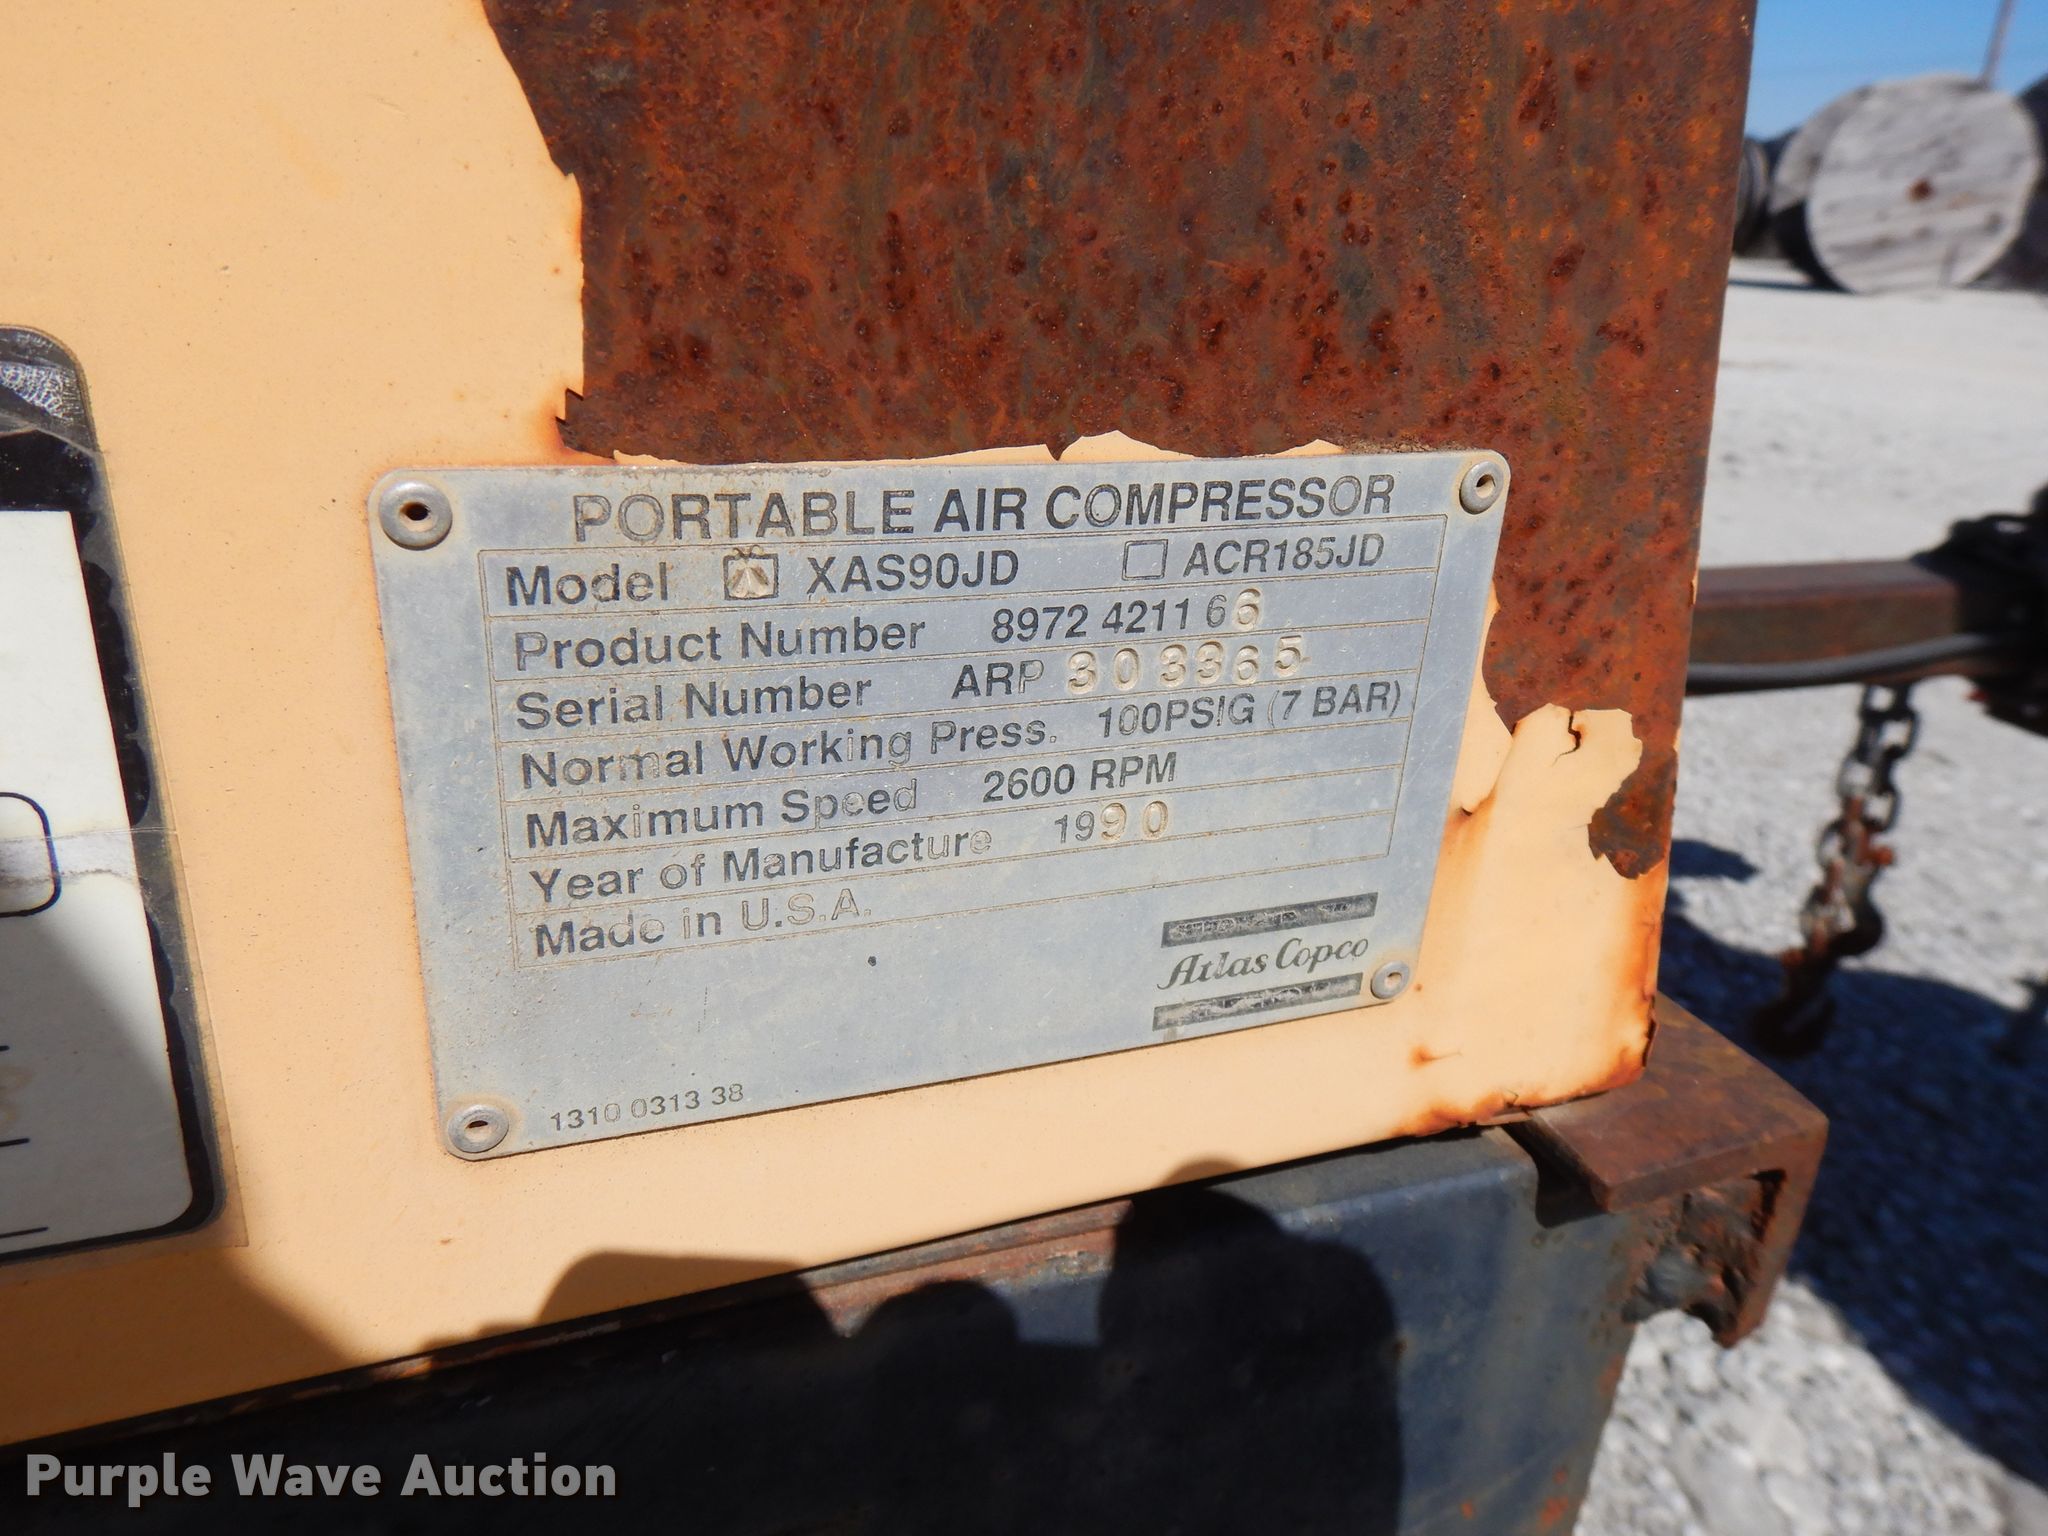 PORTABLE AIR COMPRESSOR
Model XAS90JD ACR185JD
Product Number 8972 4211 66
Serial Number ARP 303365
Normal Working Press. 100PSIG (7 BAR)
Maximum Speed 2600 RPM
Year of Manufacture 1990
Made in U.S.A.
Atlas Copco
1310 0313 38
Purple Wave Auction